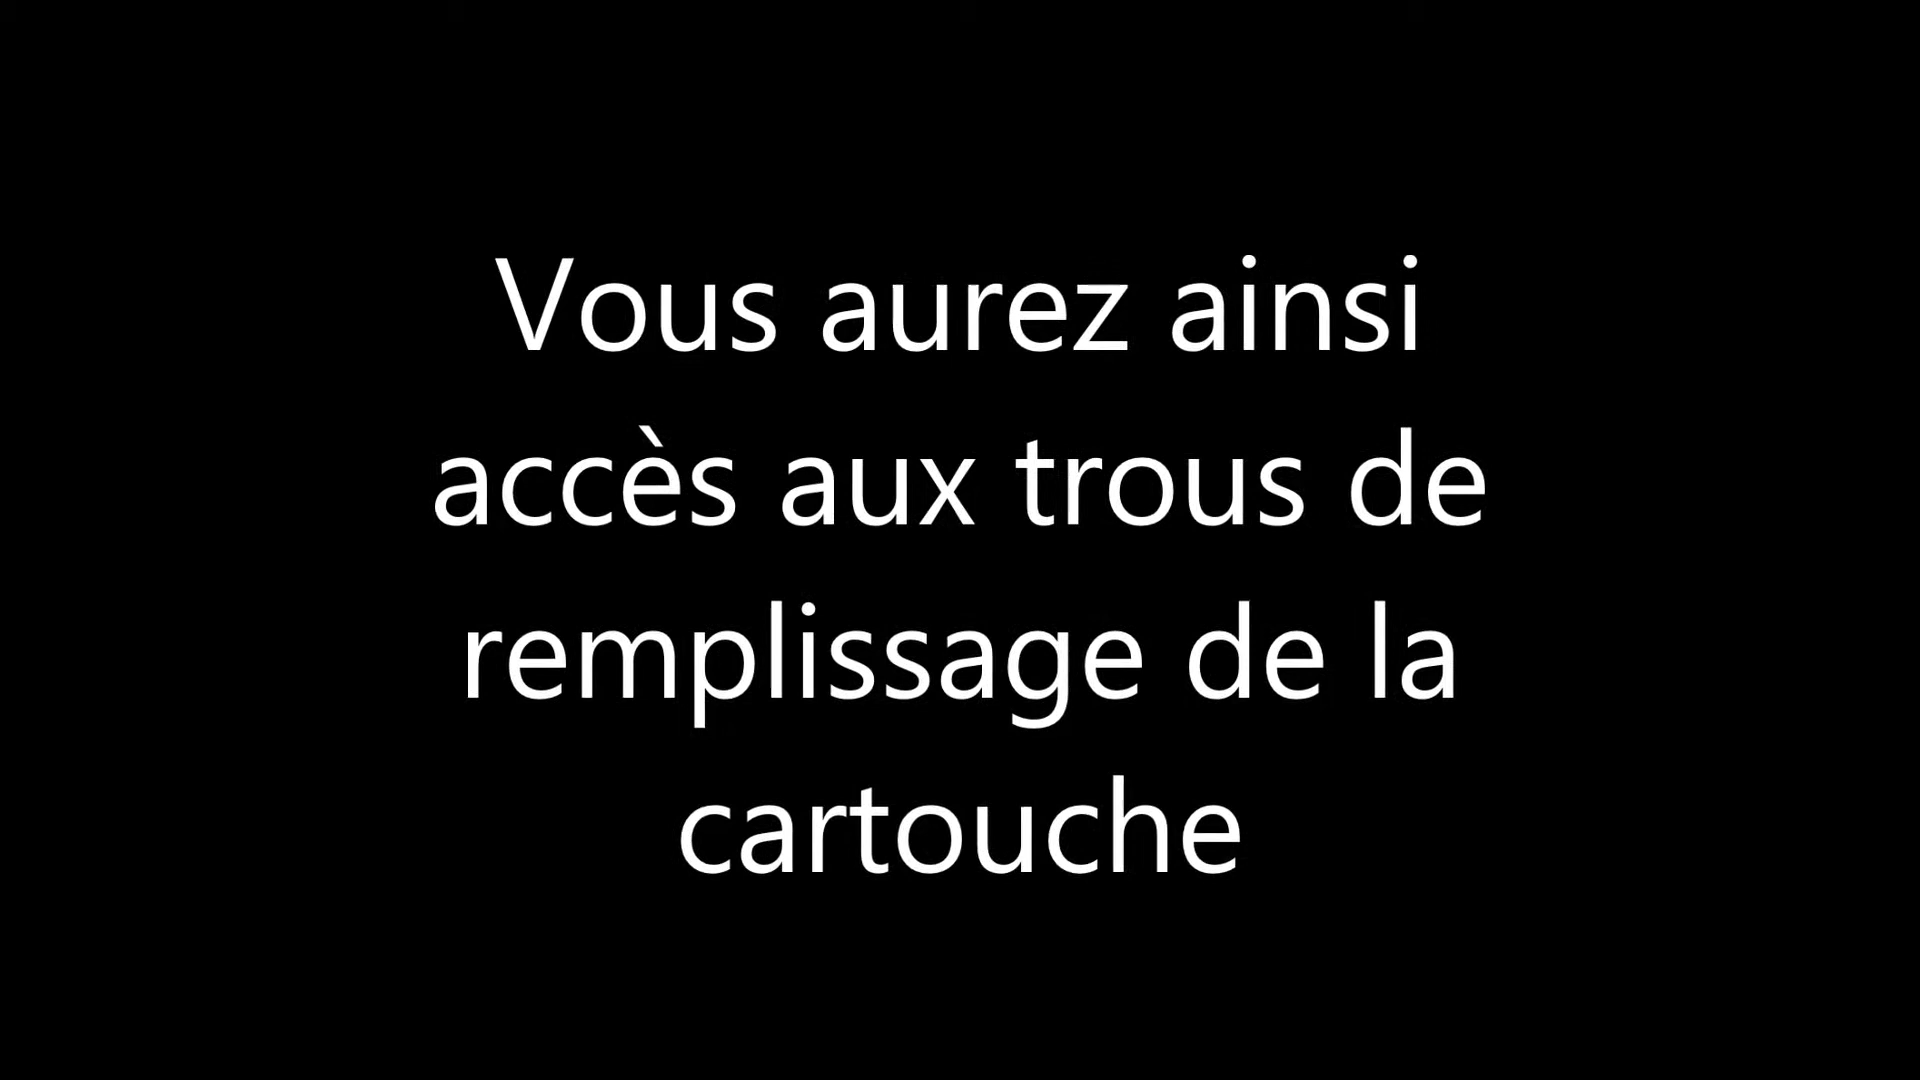 Vous aurez ainsi
accès aux trous de
remplissage de la
cartouche